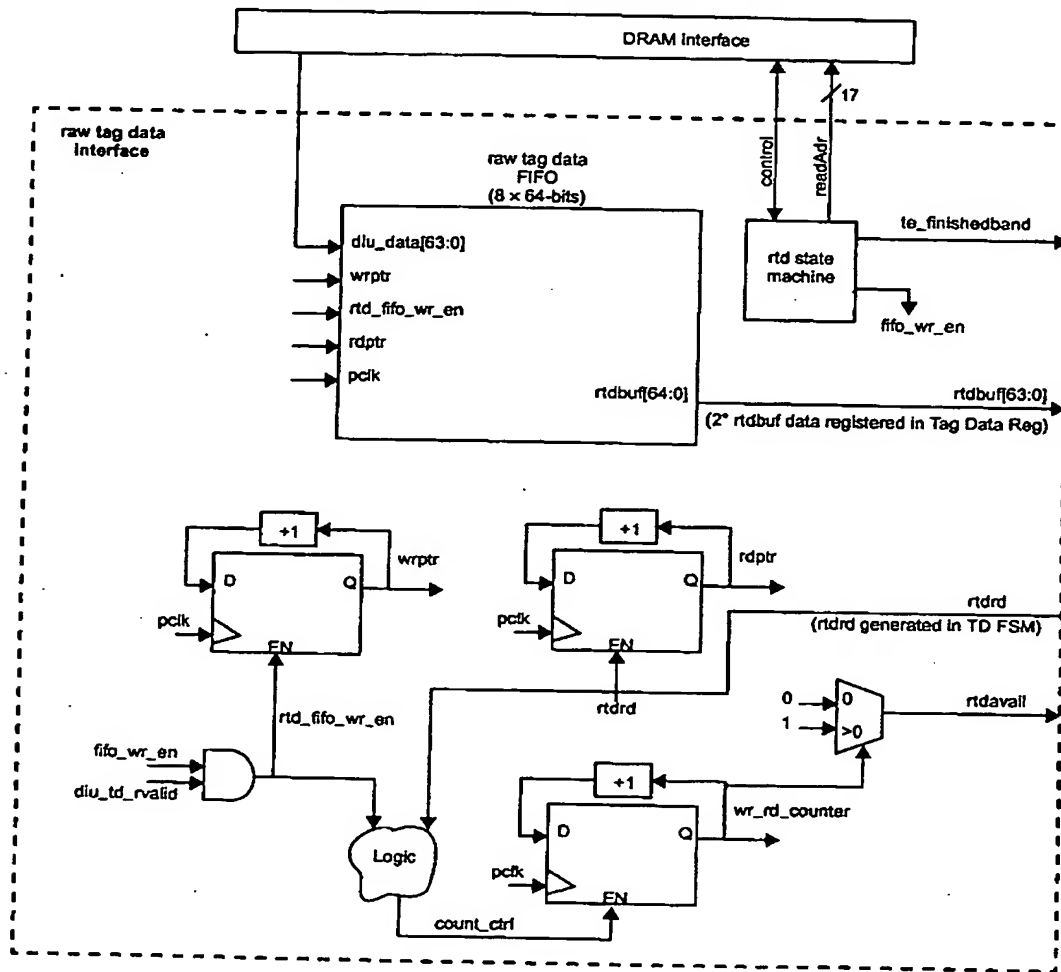 DRAM Interface
17
raw tag data
Interface
control
readAdr
raw tag data
FIFO
(8 × 64-bits)
diu_data[63:0]
wrptr
rtd_fifo_wr_en
rdptr
pclk
rtd state
machine
te_finishedband
fifo_wr_en
rtdbuf[64:0]
rtdbuf[63:0]
(2* rtdbuf data registered in Tag Data Reg)
+1
wrptr
D
Q
pclk
EN
+1
rdptr
D
Q
pclk
EN
rtdrd
(rtdrd generated in TD FSM)
rtd_fifo_wr_en
rtdrd
0
0
1
>0
rtdavail
fifo_wr_en
diu_td_rvalid
+1
wr_rd_counter
D
Q
Logic
pclk
EN
count_ctrl